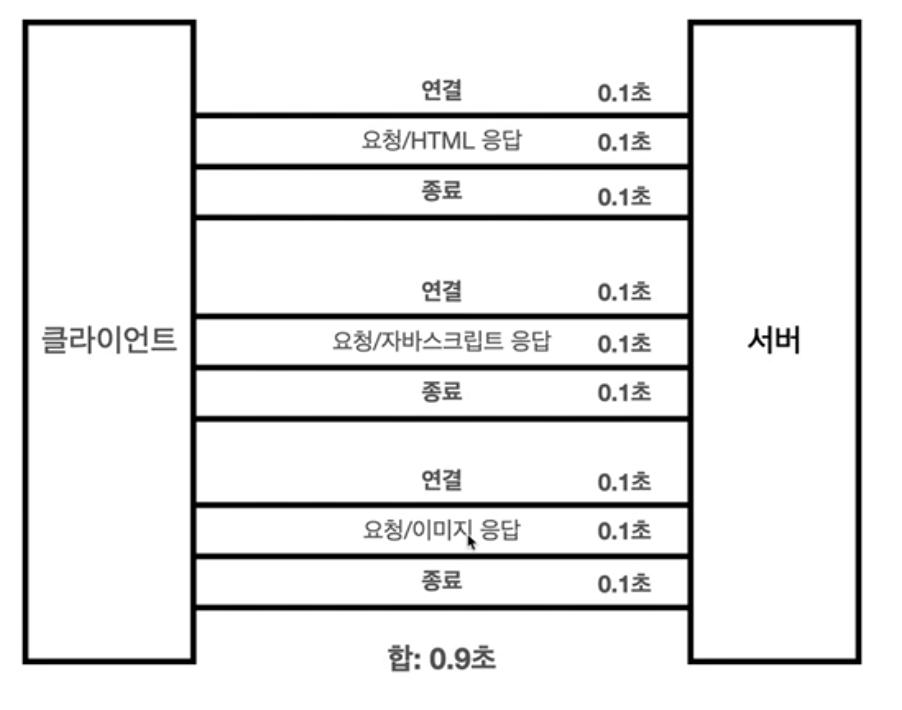 연결 0.1초
요청/HTML 응답 0.1초
종료 0.1초
연결 0.1초
클라이언트
요청/자바스크립트 응답 0.1초
서버
종료 0.1초
연결 0.1초
요청/이미지 응답 0.1초
종료 0.1초
합: 0.9초